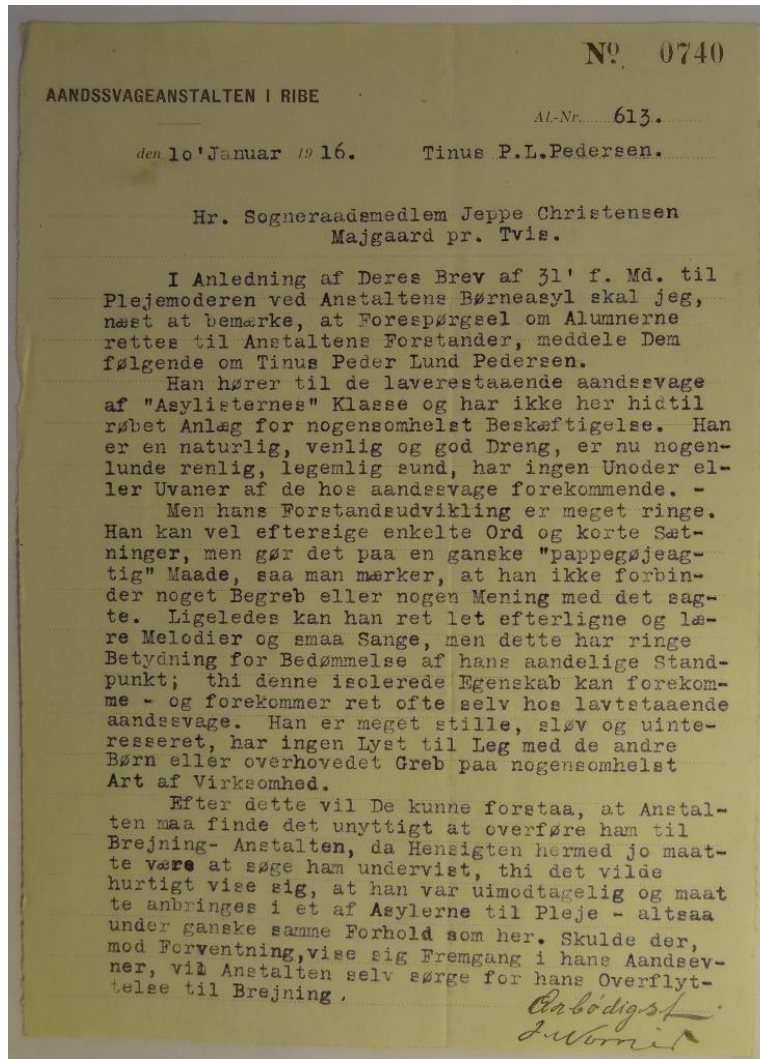 Nº 0740
AANDSSVAGEANSTALTEN I RIBE
Al.-Nr. 613.
den 10' Januar 1916. Tinus P.L.Pedersen.
Hr. Sogneraadsmedlem Jeppe Christensen
Majgaard pr. Tvis.
I Anledning af Deres Brev af 31' f. Md. til
Plejemoderen ved Anstaltens Børneasyl skal jeg,
næst at bemærke, at Forespørgsel om Alumnerne
rettes til Anstaltens Forstander, meddele Dem
følgende om Tinus Peder Lund Pedersen.
Han hører til de laverestaaende aandssvage
af "Asylisternes" Klasse og har ikke her hidtil
røbet Anlæg for nogensomhelst Beskæftigelse. Han
er en naturlig, venlig og god Dreng, er nu nogen-
lunde renlig, legemlig sund, har ingen Unoder el-
ler Uvaner af de hos aandssvage forekommende. -
Men hans Forstandsudvikling er meget ringe.
Han kan vel eftersige enkelte Ord og korte Sæt-
ninger, men gør det paa en ganske "pappegøjeag-
tig" Maade, saa man mærker, at han ikke forbin-
der noget Begreb eller nogen Mening med det sag-
te. Ligeledes kan han ret let efterligne og læ-
re Melodier og smaa Sange, men dette har ringe
Betydning for Bedømmelse af hans aandelige Stand-
punkt; thi denne isolerede Egenskab kan forekom-
me - og forekommer ret ofte selv hos lavtstaaende
aandssvage. Han er meget stille, sløv og uinte-
resseret, har ingen Lyst til Leg med de andre
Børn eller overhovedet Greb paa nogensomhelst
Art af Virksomhed.
Efter dette vil De kunne forstaa, at Anstal-
ten maa finde det unyttigt at overføre ham til
Brejning- Anstalten, da Hensigten hermed jo maat-
te være at søge ham undervist, thi det vilde
hurtigt vise sig, at han var uimodtagelig og maat
te anbringes i et af Asylerne til Pleje - altsaa
under ganske samme Forhold som her. Skulde der,
mod Forventning,vise sig Fremgang i hans Aandsev-
ner, vil Anstalten selv sørge for hans Overflyt-
telse til Brejning.
Ærbødigst